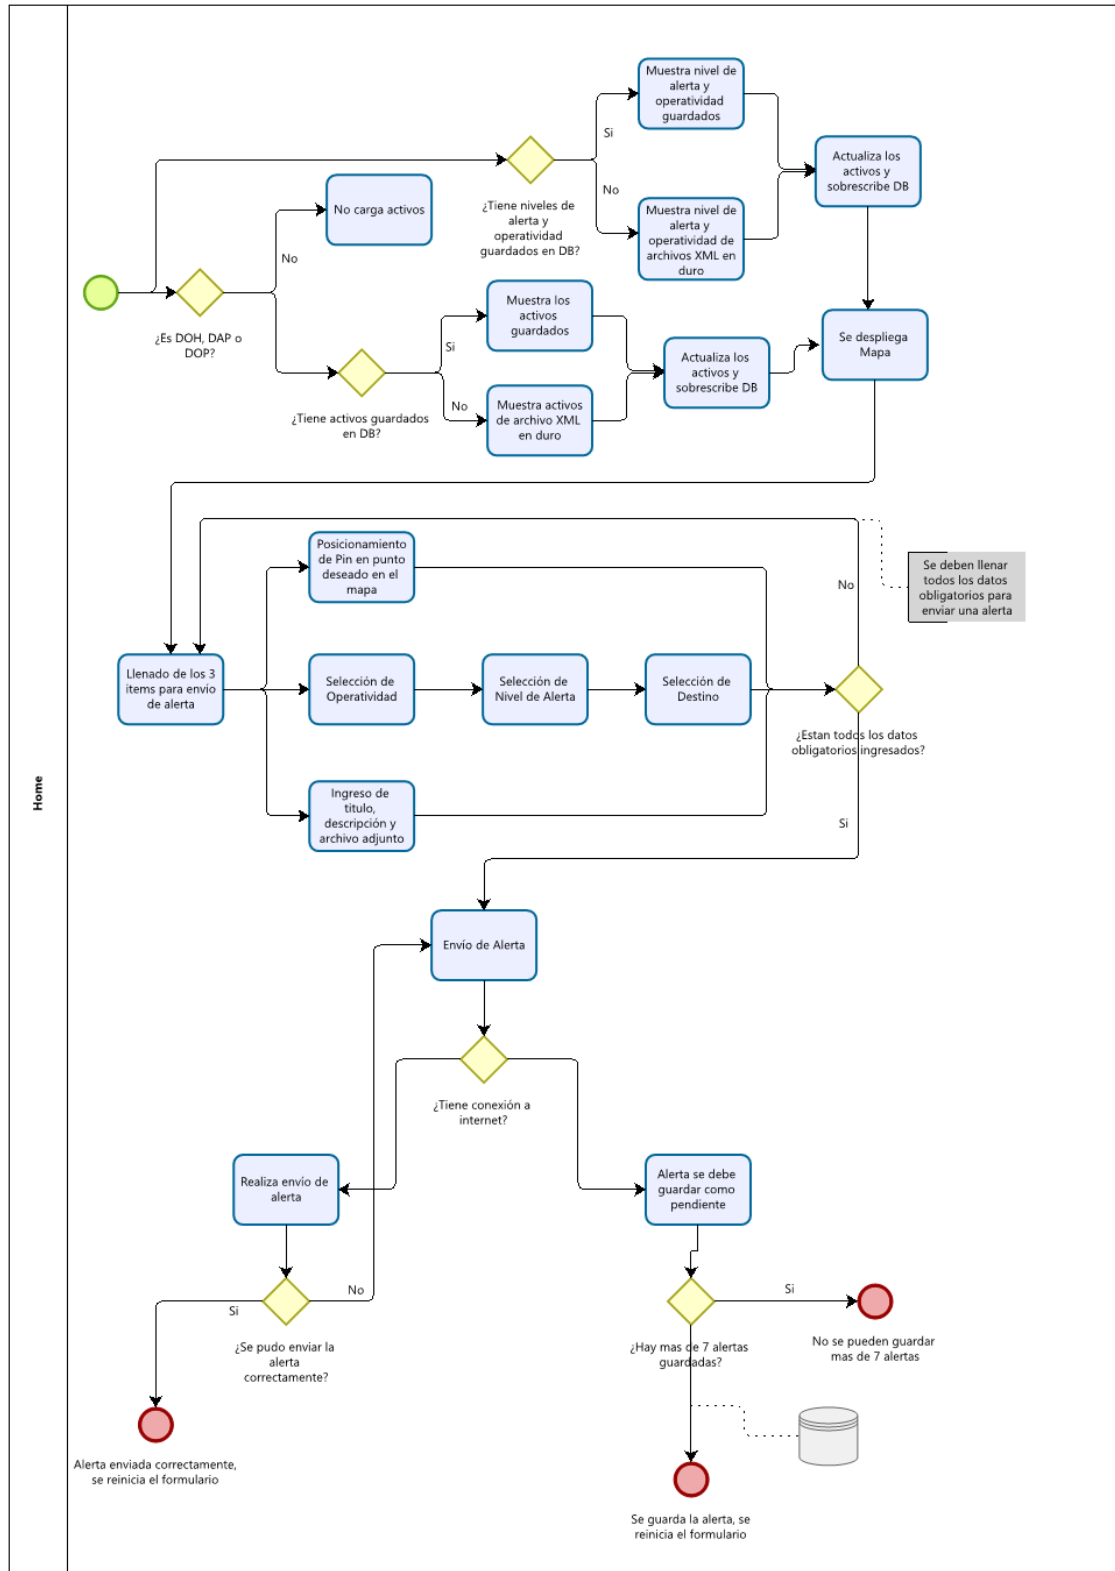 Home
Muestra nivel de
alerta y
operatividad
guardados
Si
Actualiza los
activos y
sobrescribe DB
No carga activos
¿Tiene niveles de
alerta y
operatividad
guardados en DB?
No
Muestra nivel de
alerta y
operatividad de
archivos XML en
duro
No
¿Es DOH, DAP o
DOP?
Muestra los
activos
guardados
Si
Actualiza los
activos y
sobrescribe DB
Se despliega
Mapa
¿Tiene activos guardados
en DB?
No
Muestra activos
de archivo XML
en duro
Posicionamiento
de Pin en punto
deseado en el
mapa
No
Se deben llenar
todos los datos
obligatorios para
enviar una alerta
Llenado de los 3
items para envío
de alerta
Selección de
Operatividad
Selección de
Nivel de Alerta
Selección de
Destino
¿Estan todos los datos
obligatorios ingresados?
Ingreso de
titulo,
descripción y
archivo adjunto
Si
Envío de Alerta
¿Tiene conexión a
internet?
Realiza envío de
alerta
Alerta se debe
guardar como
pendiente
Si
No
¿Se pudo enviar la
alerta
correctamente?
Si
¿Hay mas de 7 alertas
guardadas?
No se pueden guardar
mas de 7 alertas
Alerta enviada correctamente,
se reinicia el formulario
Se guarda la alerta, se
reinicia el formulario